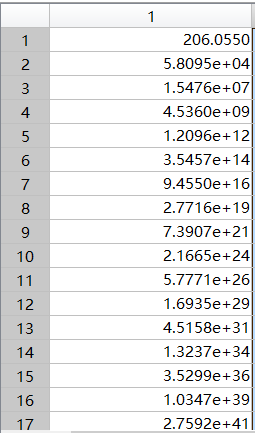 1
1 206.0550
2 5.8095e+04
3 1.5476e+07
4 4.5360e+09
5 1.2096e+12
6 3.5457e+14
7 9.4550e+16
8 2.7716e+19
9 7.3907e+21
10 2.1665e+24
11 5.7771e+26
12 1.6935e+29
13 4.5158e+31
14 1.3237e+34
15 3.5299e+36
16 1.0347e+39
17 2.7592e+41